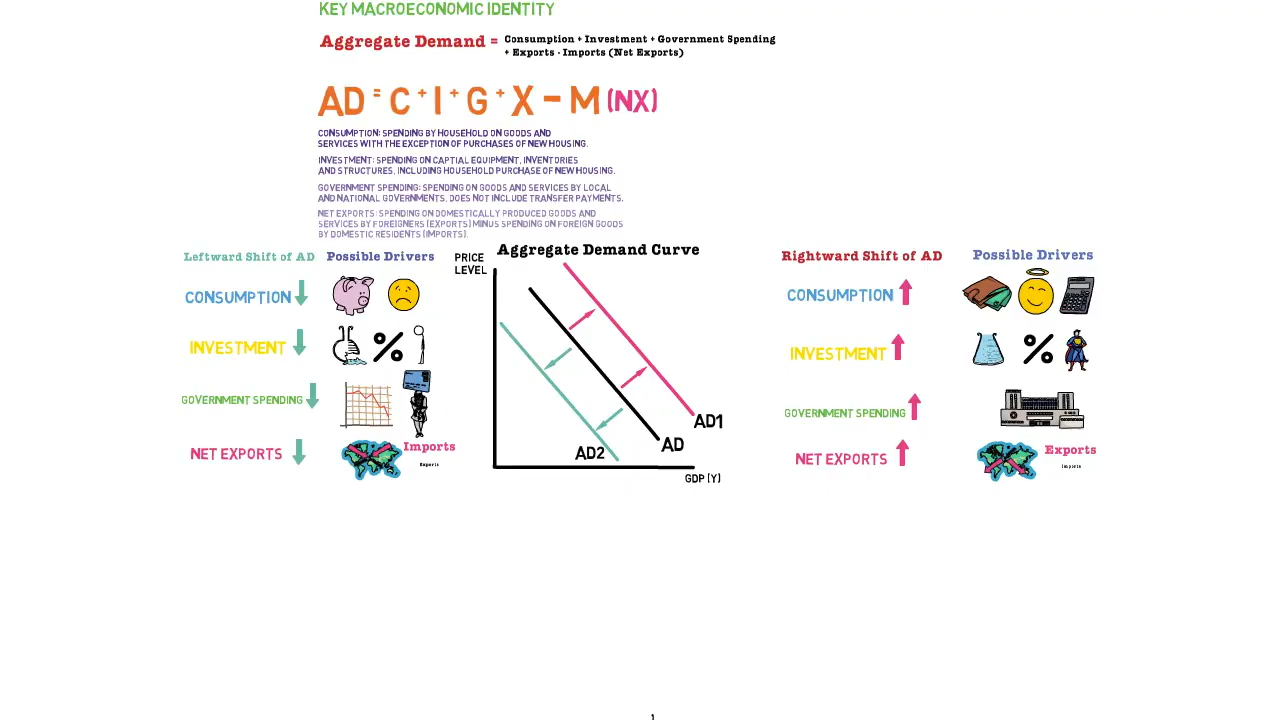 KEY MACROECONOMIC IDENTITY
Aggregate Demand = Consumption + Investment + Government Spending
+ Exports - Imports (Net Exports)
AD = C + I + G + X - M (NX)
CONSUMPTION: SPENDING BY HOUSEHOLD ON GOODS AND
SERVICES WITH THE EXCEPTION OF PURCHASES OF NEW HOUSING.
INVESTMENT: SPENDING ON CAPTIAL EQUIPMENT, INVENTORIES
AND STRUCTURES, INCLUDING HOUSEHOLD PURCHASE OF NEW HOUSING.
GOVERNMENT SPENDING: SPENDING ON GOODS AND SERVICES BY LOCAL
AND NATIONAL GOVERNMENTS, DOES NOT INCLUDE TRANSFER PAYMENTS.
NET EXPORTS: SPENDING ON DOMESTICALLY PRODUCED GOODS AND
SERVICES BY FOREIGNERS (EXPORTS) MINUS SPENDING ON FOREIGN GOODS
BY DOMESTIC RESIDENTS (IMPORTS).
Leftward Shift of AD
Possible Drivers
CONSUMPTION
INVESTMENT
%
GOVERNMENT SPENDING
NET EXPORTS
Imports
Exports
Aggregate Demand Curve
PRICE
LEVEL
AD1
AD
AD2
GDP (Y)
Rightward Shift of AD
Possible Drivers
CONSUMPTION
INVESTMENT
%
GOVERNMENT SPENDING
NET EXPORTS
Exports
Imports
1